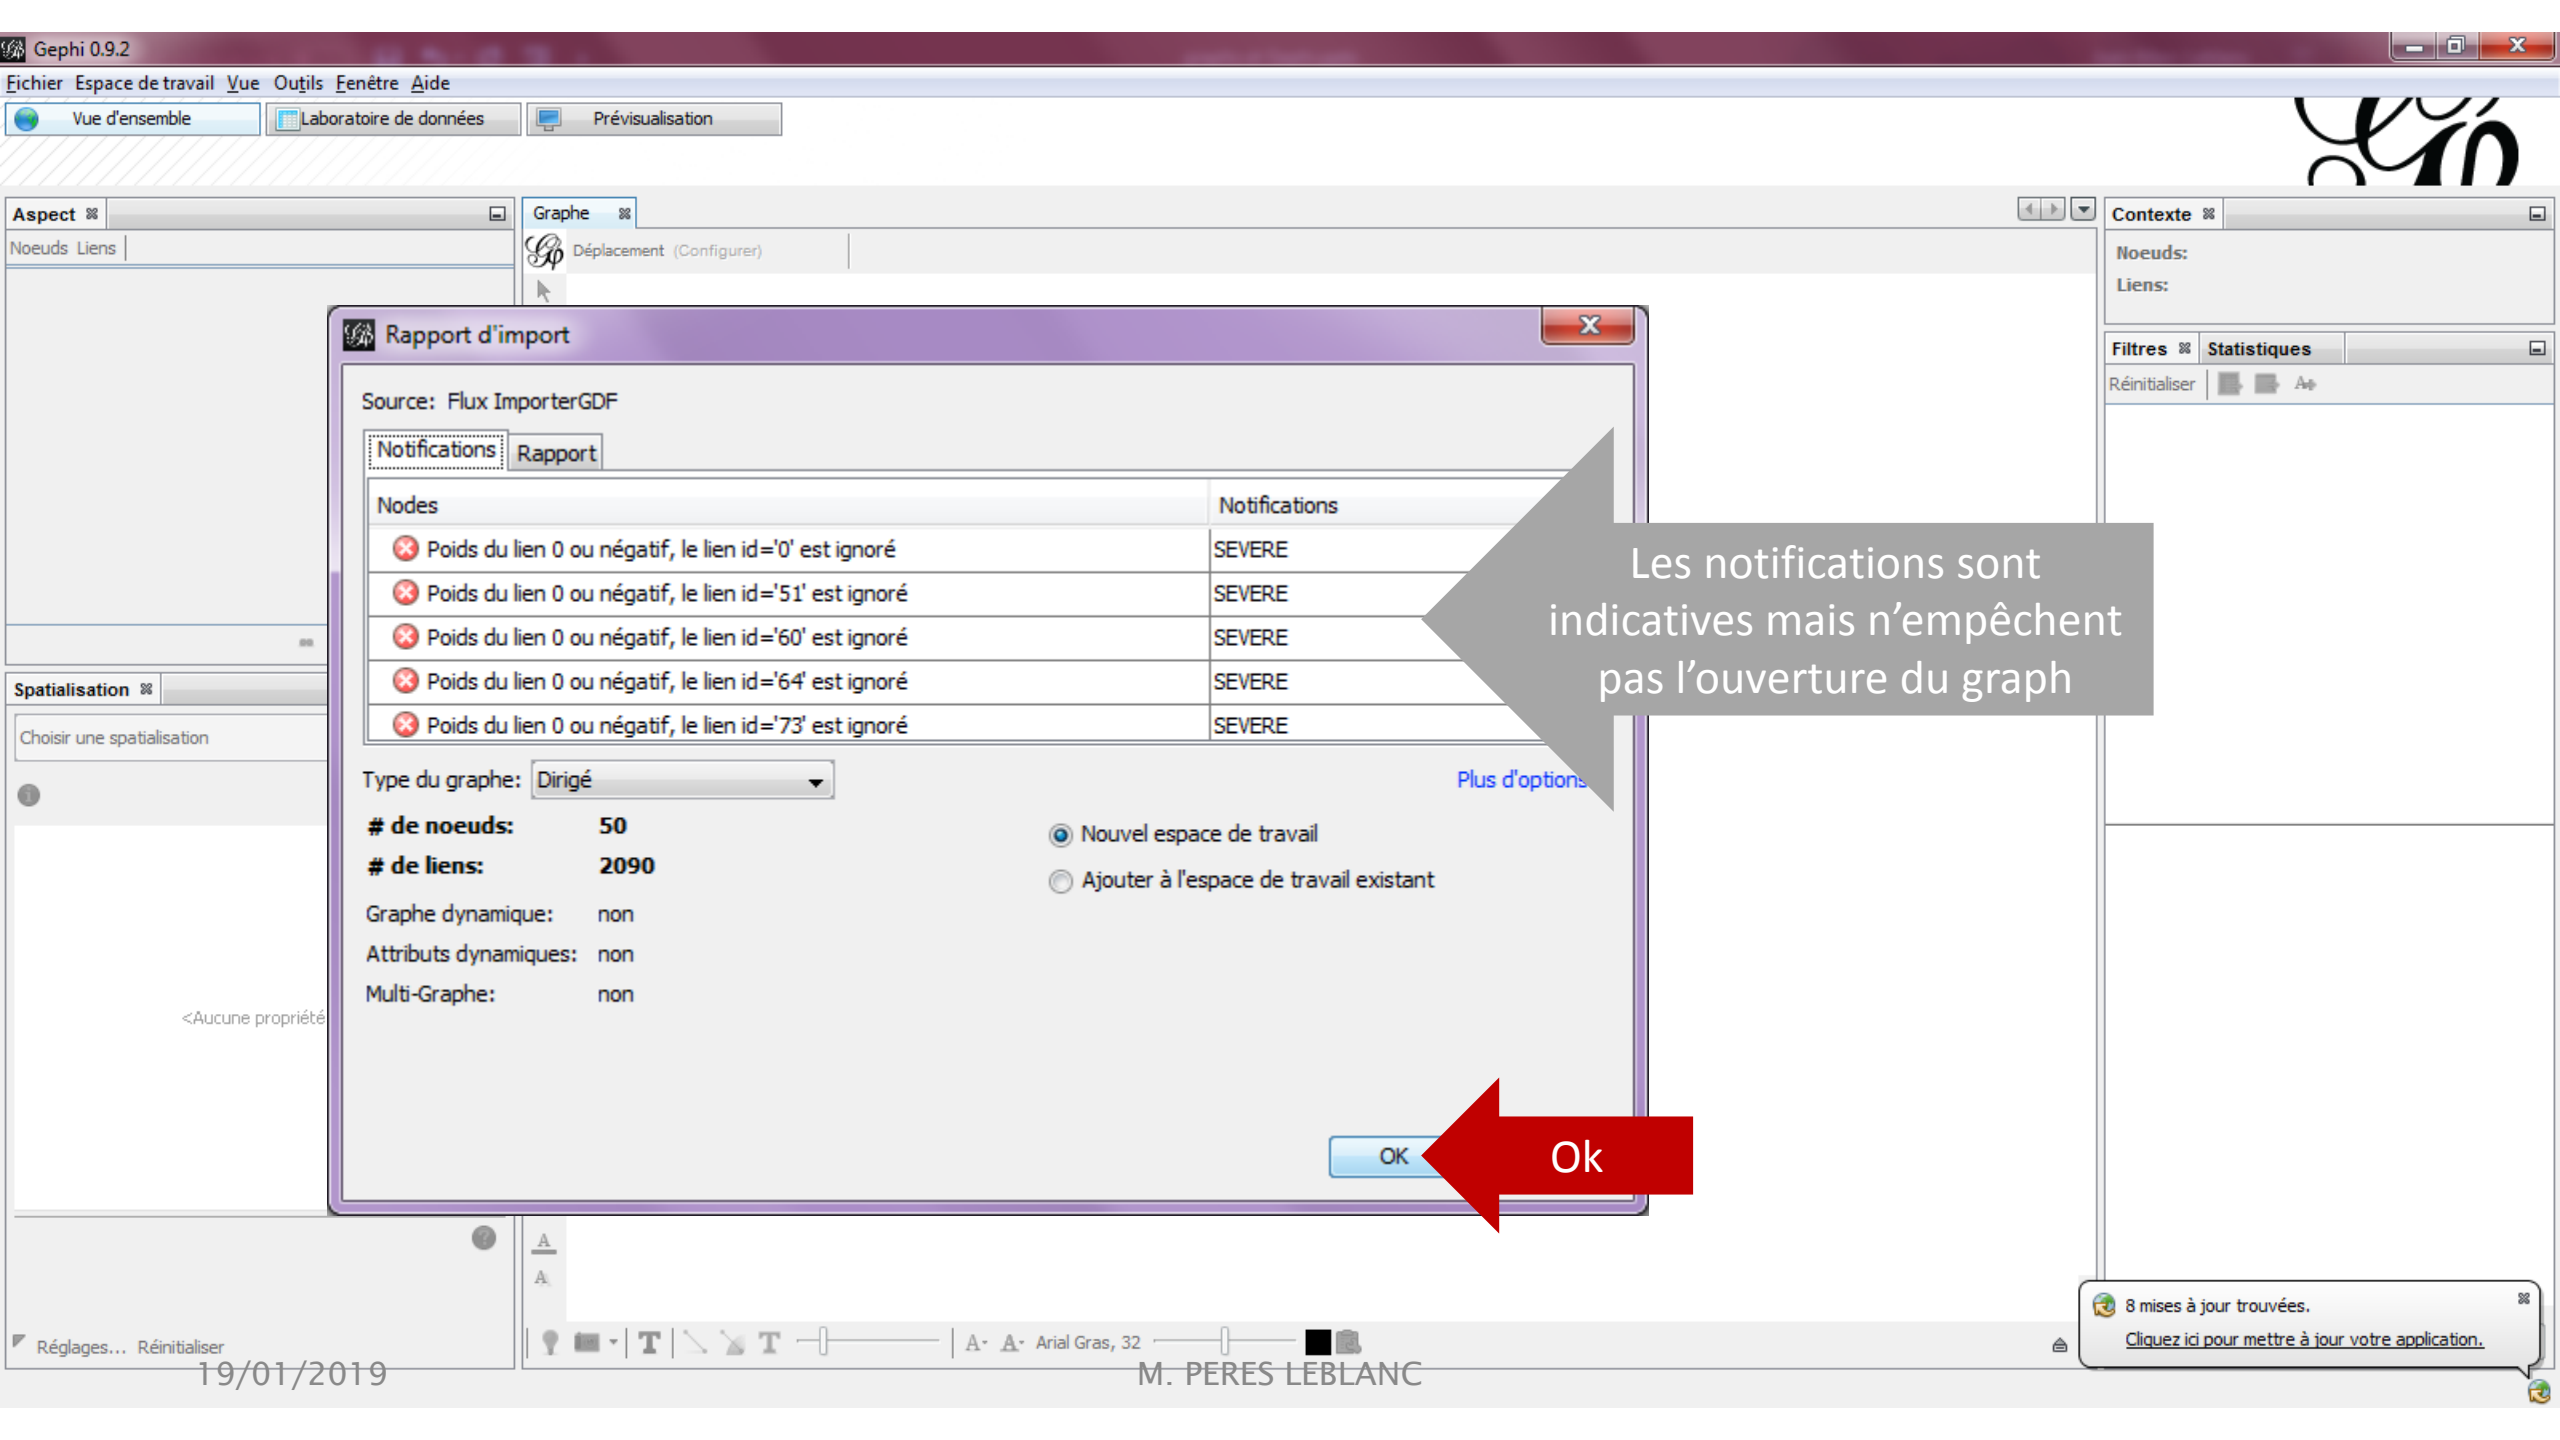 Gephi 0.9.2
Fichier Espace de travail Vue Outils Fenêtre Aide
Vue d'ensemble Laboratoire de données Prévisualisation
Aspect
Noeuds Liens
Graphe
Déplacement (Configurer)
Contexte
Noeuds:
Liens:
Filtres Statistiques
Réinitialiser
Rapport d'import
Source: Flux ImporterGDF
Notifications Rapport
Nodes Notifications
Poids du lien 0 ou négatif, le lien id='0' est ignoré SEVERE
Poids du lien 0 ou négatif, le lien id='51' est ignoré SEVERE
Poids du lien 0 ou négatif, le lien id='60' est ignoré SEVERE
Poids du lien 0 ou négatif, le lien id='64' est ignoré SEVERE
Poids du lien 0 ou négatif, le lien id='73' est ignoré SEVERE
Les notifications sont
indicatives mais n'empêchent
pas l'ouverture du graph
Type du graphe: Dirigé
Plus d'options
# de noeuds: 50
# de liens: 2090
Graphe dynamique: non
Attributs dynamiques: non
Multi-Graphe: non
Nouvel espace de travail
Ajouter à l'espace de travail existant
OK
Ok
Spatialisation
Choisir une spatialisation
<Aucune propriété
Réglages... Réinitialiser
Arial Gras, 32
8 mises à jour trouvées.
Cliquez ici pour mettre à jour votre application.
19/01/2019
M. PERES LEBLANC